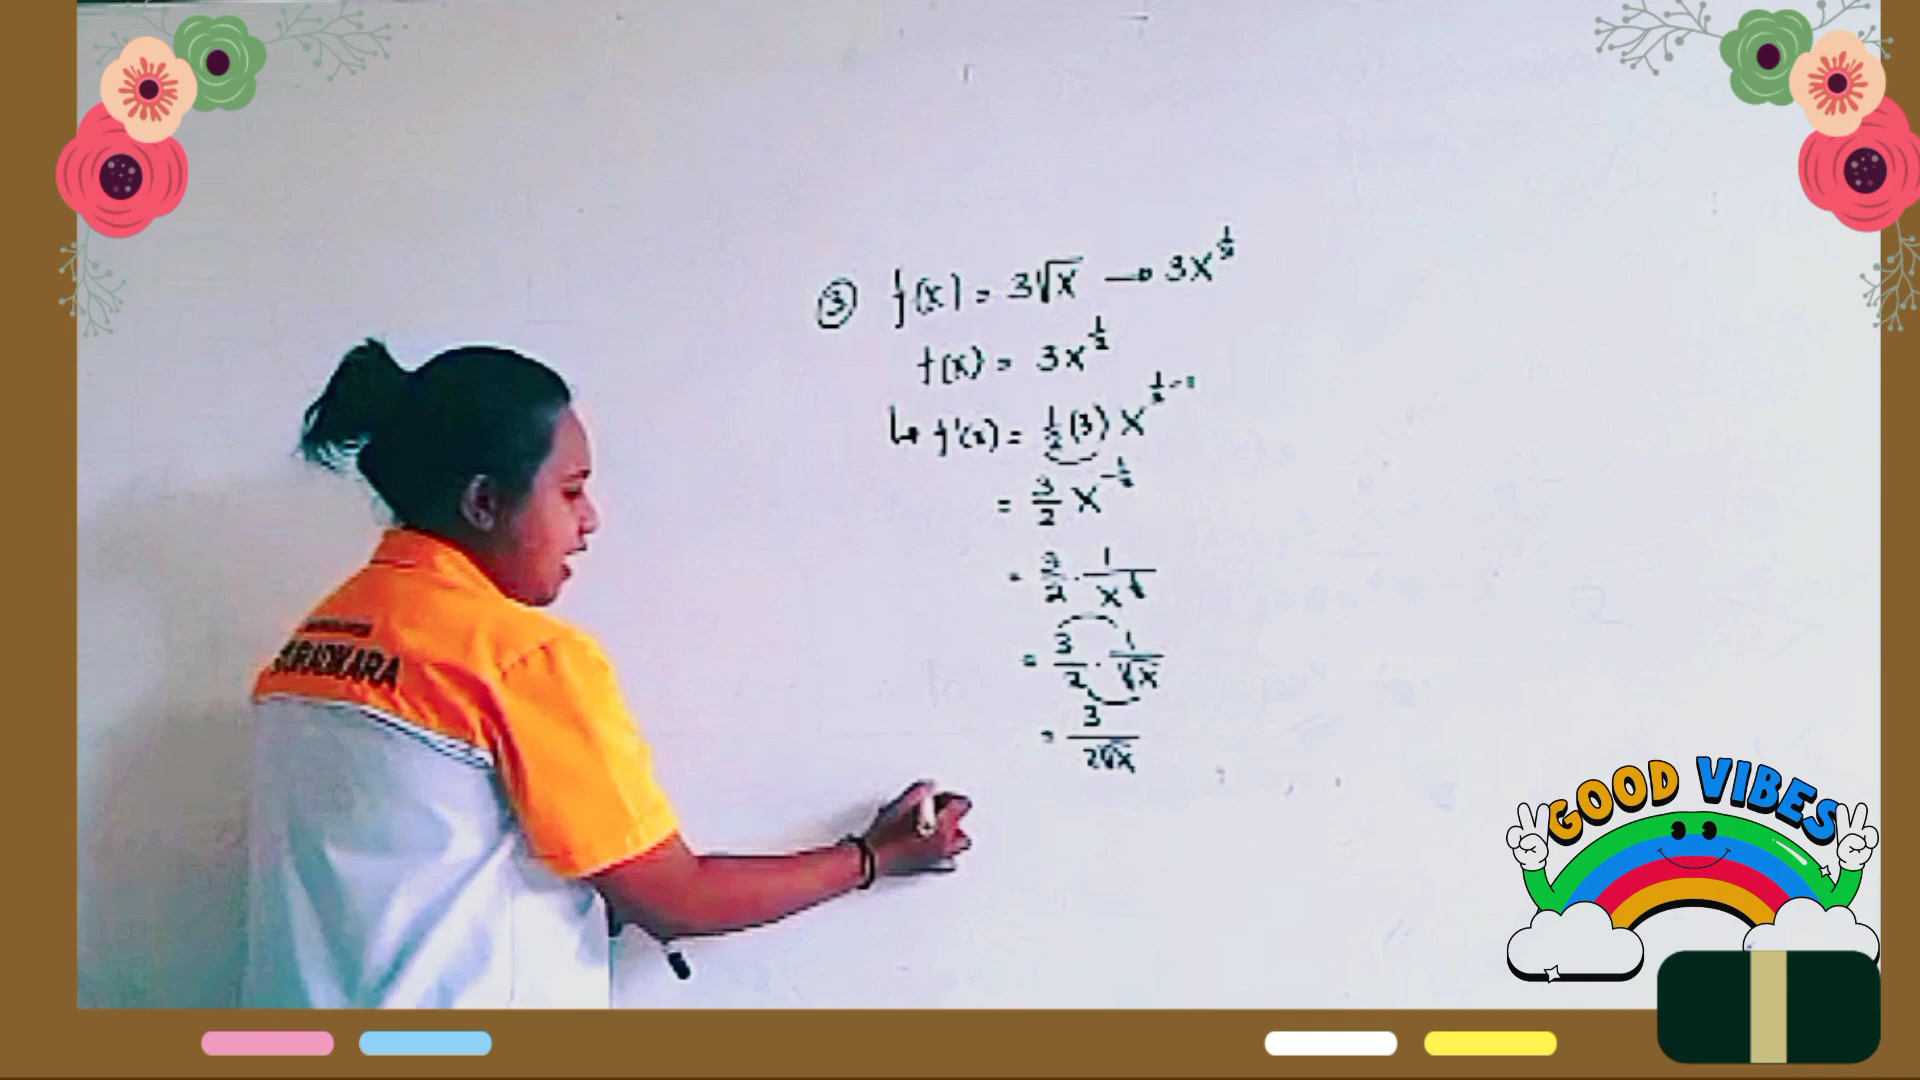 ③ f(x) = 3√x → 3x^½
f(x) = 3x^½
↳ f'(x) = ½(3)x^(½-1)
= 3/2 x^(-½)
= 3/2 · 1/x^½
= 3/2 · 1/√x
= 3/(2√x)
GOOD VIBES